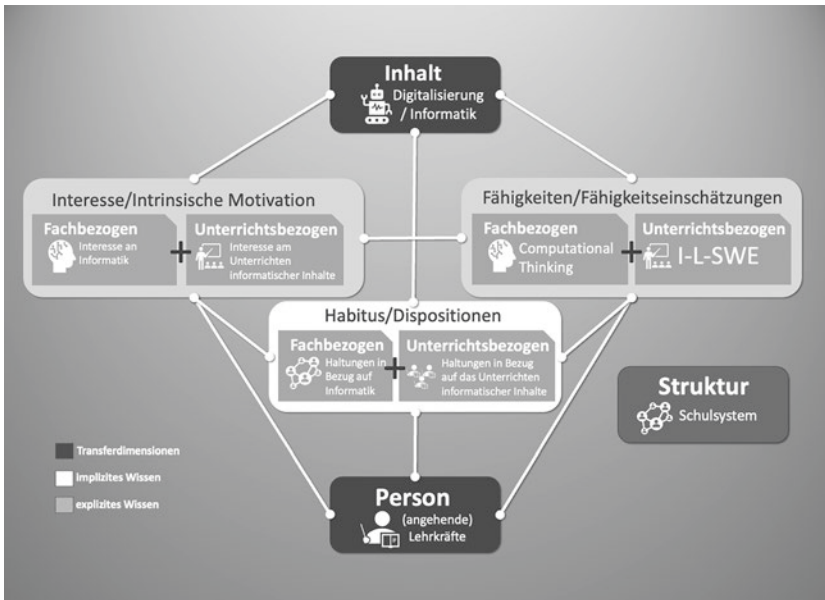 Inhalt
Digitalisierung
/ Informatik
Interesse/Intrinsische Motivation
Fachbezogen
Interesse an
Informatik
+
Unterrichtsbezogen
Interesse am
Unterrichten
informatischer Inhalte
Fähigkeiten/Fähigkeitseinschätzungen
Fachbezogen
Computational
Thinking
+
Unterrichtsbezogen
I-L-SWE
Habitus/Dispositionen
Fachbezogen
Haltungen in
Bezug auf
Informatik
+
Unterrichtsbezogen
Haltungen in Bezug
auf das Unterrichten
informatischer Inhalte
Struktur
Schulsystem
Transferdimensionen
Implizites Wissen
explizites Wissen
Person
(angehende)
Lehrkräfte